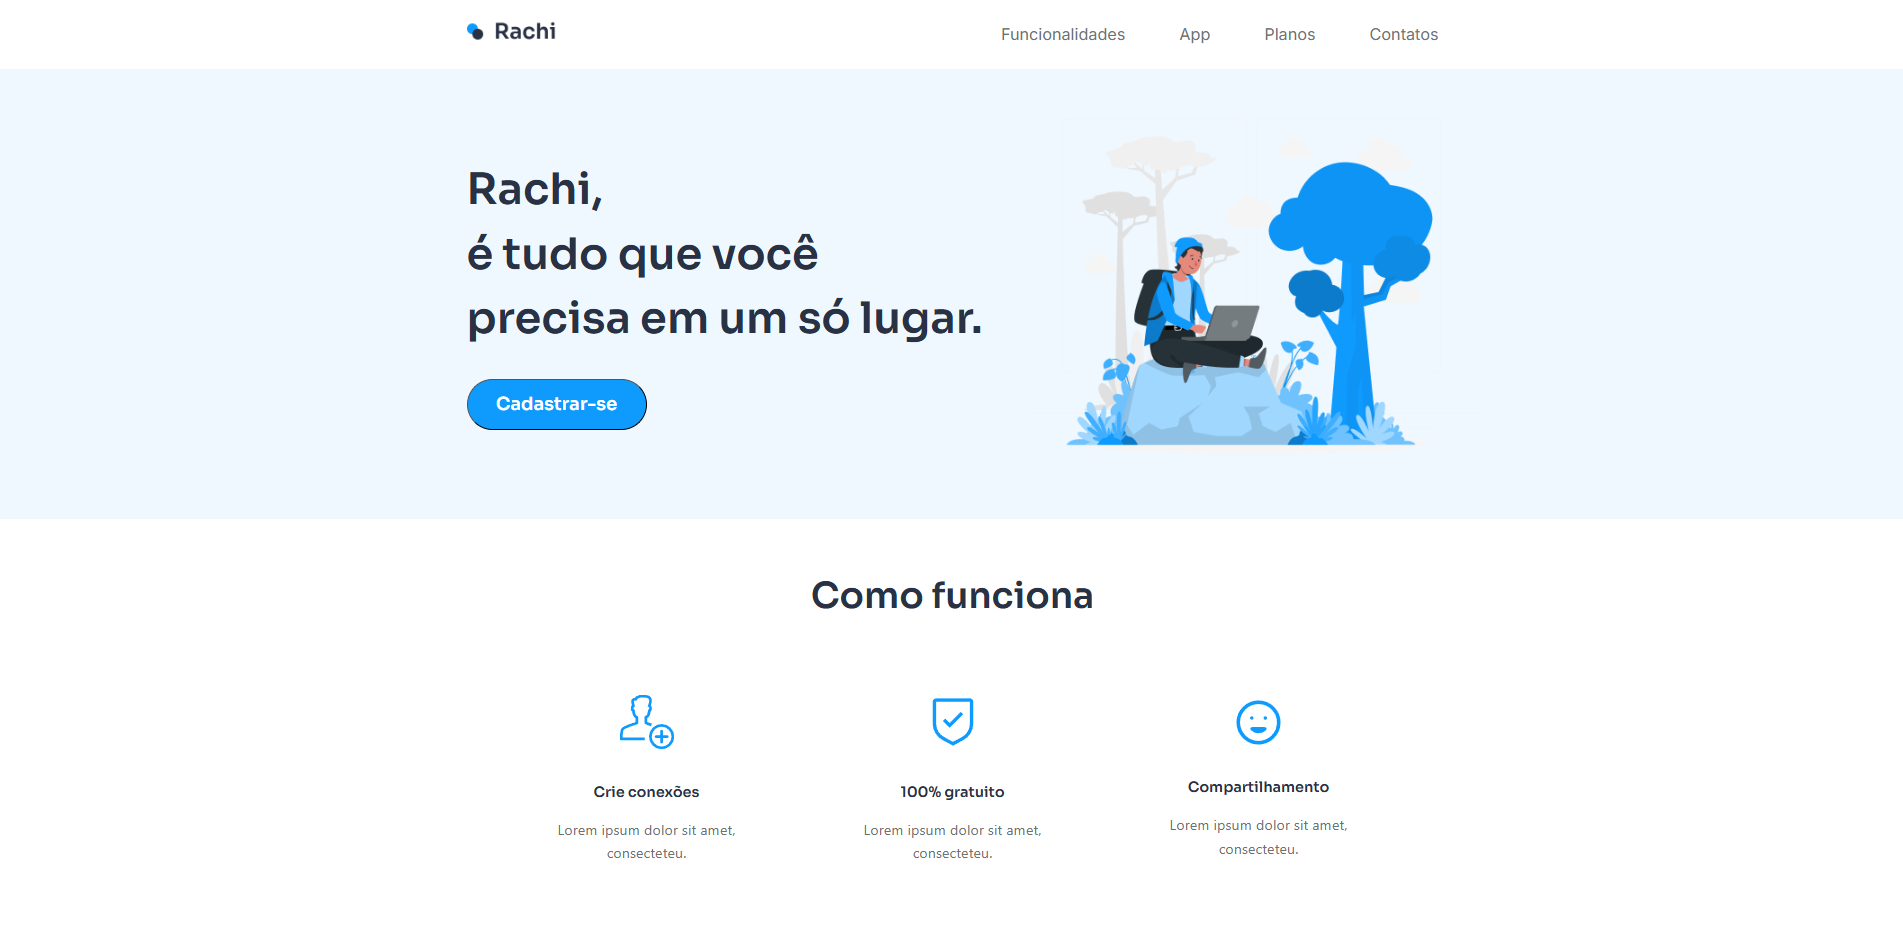 Rachi
Funcionalidades
App
Planos
Contatos
Rachi,
é tudo que você
precisa em um só lugar.
Cadastrar-se
Como funciona
Crie conexões
Lorem ipsum dolor sit amet,
consecteteu.
100% gratuito
Lorem ipsum dolor sit amet,
consecteteu.
Compartilhamento
Lorem ipsum dolor sit amet,
consecteteu.